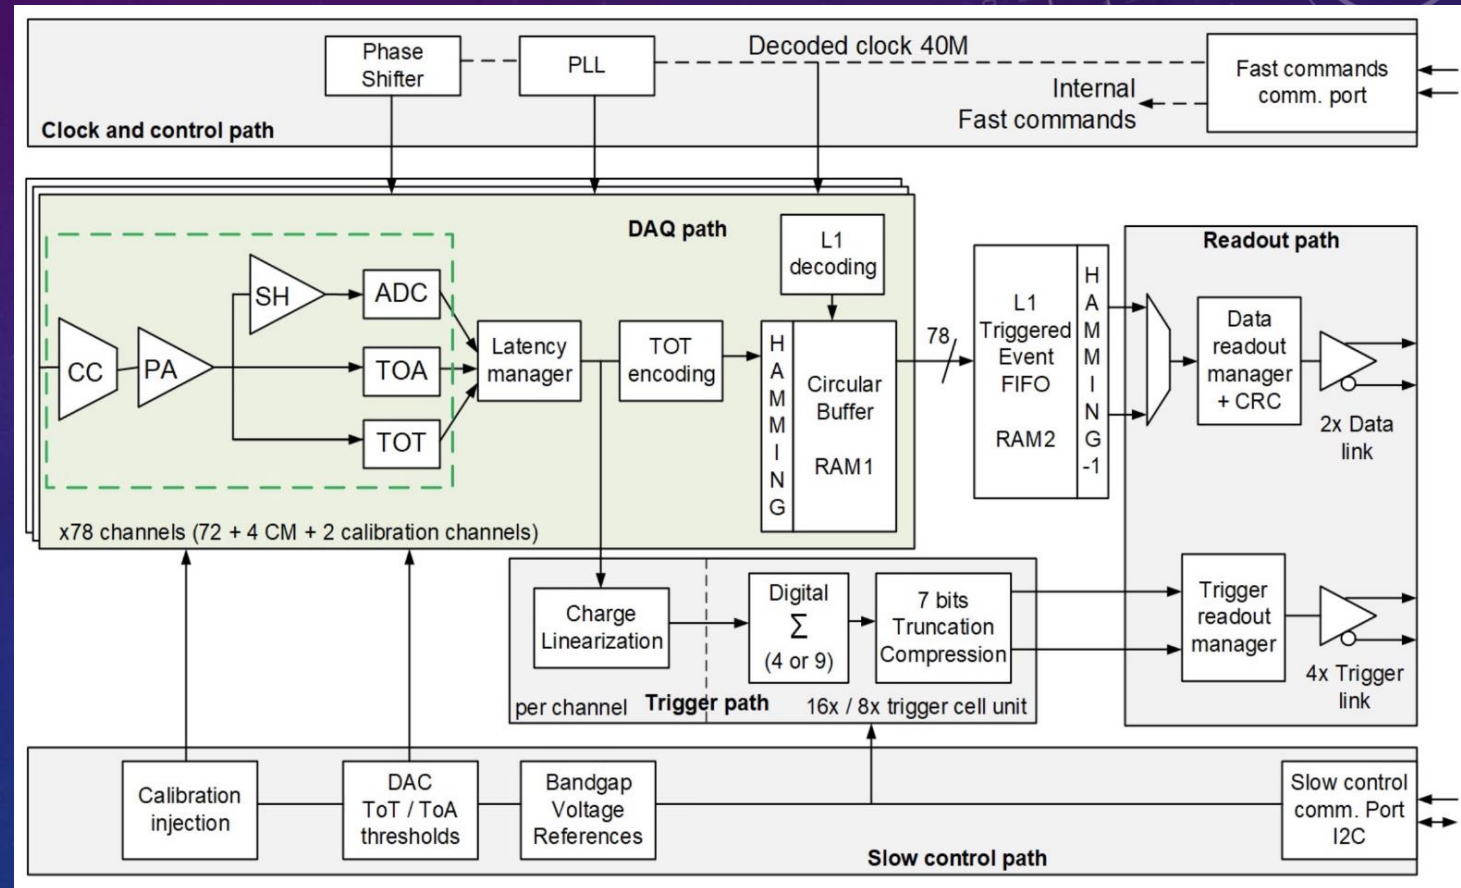 Phase
Shifter
PLL
Decoded clock 40M
Internal
Fast commands
Fast commands
comm. port
Clock and control path
DAQ path
L1
decoding
CC
PA
SH
ADC
TOA
TOT
Latency
manager
TOT
encoding
HAMMING
Circular
Buffer
RAM1
x78 channels (72 + 4 CM + 2 calibration channels)
78
L1
Triggered
Event
FIFO
RAM2
HAMMING-1
Readout path
Data
readout
manager
+ CRC
2x Data
link
Charge
Linearization
per channel
Trigger path
Digital
Σ
(4 or 9)
7 bits
Truncation
Compression
16x / 8x trigger cell unit
Trigger
readout
manager
4x Trigger
link
Calibration
injection
DAC
ToT / ToA
thresholds
Bandgap
Voltage
References
Slow control path
Slow control
comm. Port
I2C